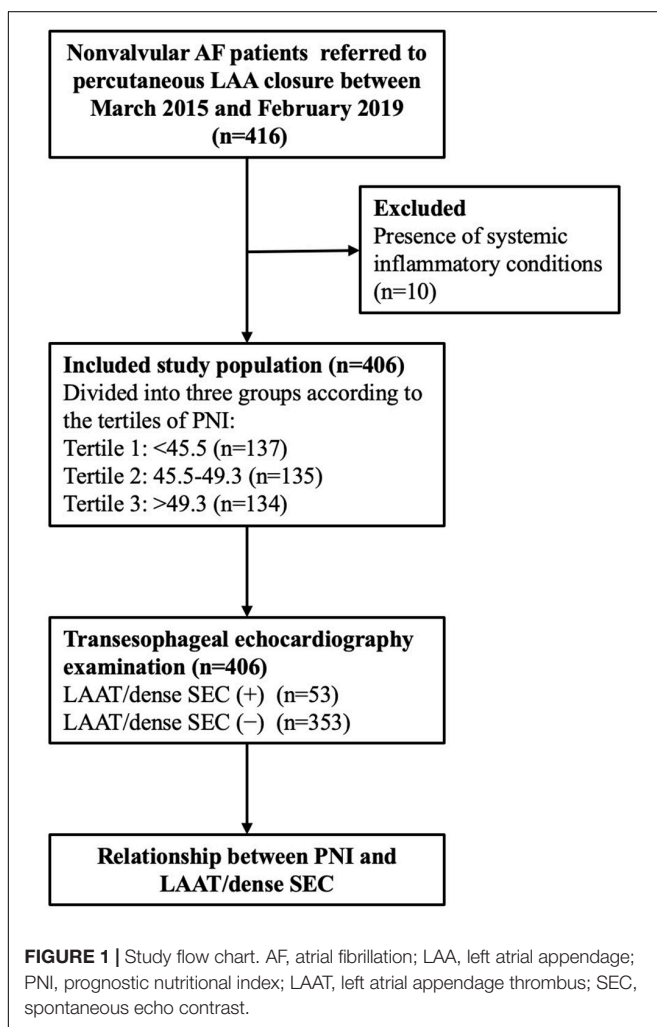 Nonvalvular AF patients referred to
percutaneous LAA closure between
March 2015 and February 2019
(n=416)
Excluded
Presence of systemic
inflammatory conditions
(n=10)
Included study population (n=406)
Divided into three groups according to
the tertiles of PNI:
Tertile 1: <45.5 (n=137)
Tertile 2: 45.5-49.3 (n=135)
Tertile 3: >49.3 (n=134)
Transesophageal echocardiography
examination (n=406)
LAAT/dense SEC (+) (n=53)
LAAT/dense SEC (−) (n=353)
Relationship between PNI and
LAAT/dense SEC
FIGURE 1 | Study flow chart. AF, atrial fibrillation; LAA, left atrial appendage;
PNI, prognostic nutritional index; LAAT, left atrial appendage thrombus; SEC,
spontaneous echo contrast.